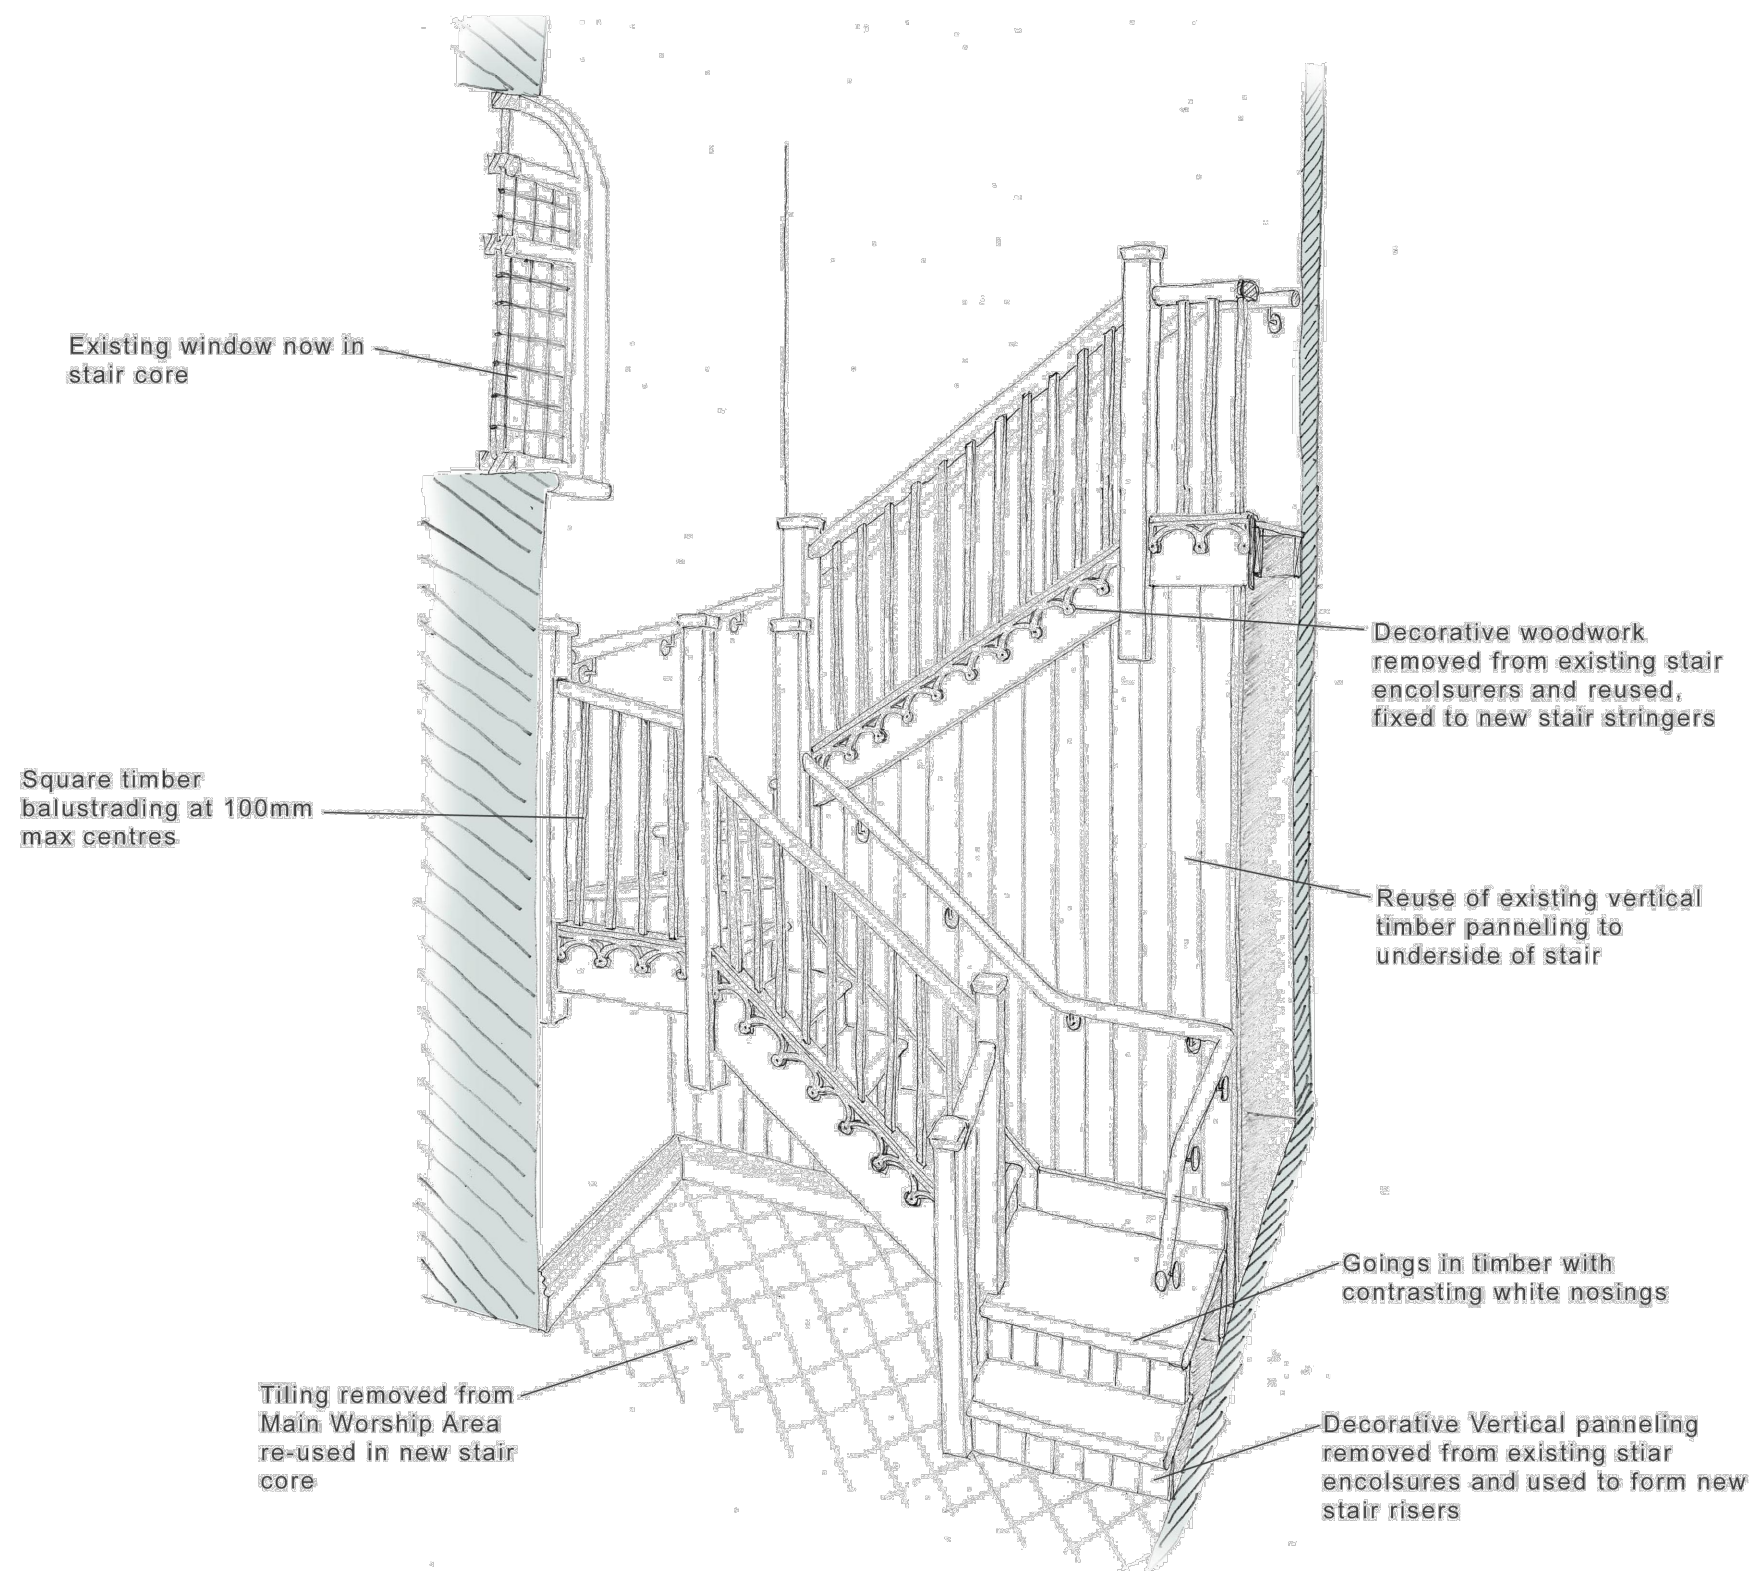 Existing window now in
stair core
Decorative woodwork
removed from existing stair
encolsurers and reused,
fixed to new stair stringers
Square timber
balustrading at 100mm
max centres
Reuse of existing vertical
timber panneling to
underside of stair
Goings in timber with
contrasting white nosings
Tiling removed from
Main Worship Area
re-used in new stair
core
Decorative Vertical panneling
removed from existing stiar
encolsures and used to form new
stair risers